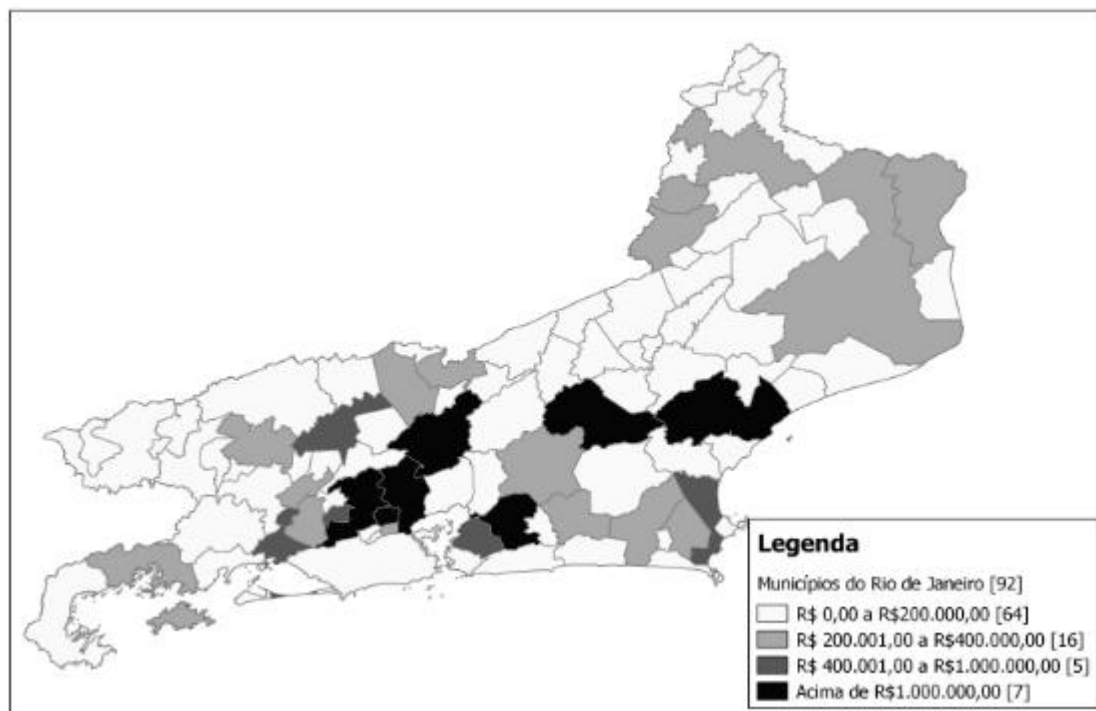 Legenda
Municípios do Rio de Janeiro [92]
R$ 0,00 a R$200.000,00 [64]
R$ 200.001,00 a R$400.000,00 [16]
R$ 400.001,00 a R$1.000.000,00 [5]
Acima de R$1.000.000,00 [7]